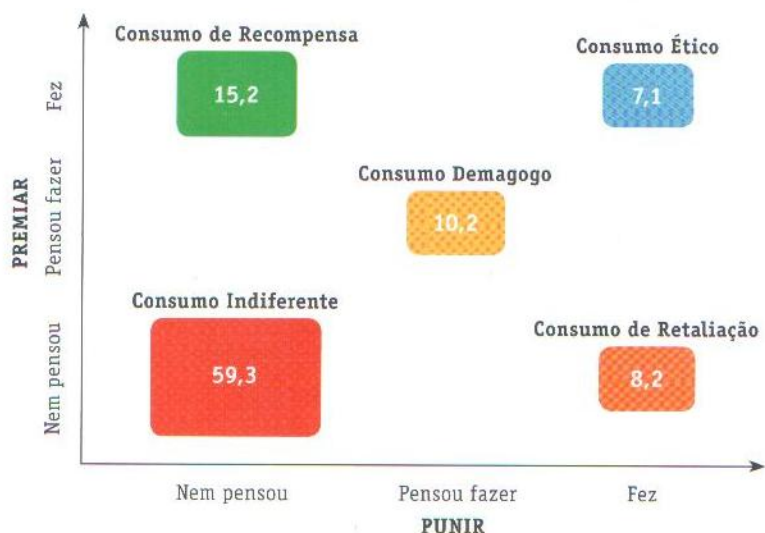 Consumo de Recompensa
15,2
Consumo Ético
7,1
Consumo Demagogo
10,2
Consumo Indiferente
59,3
Consumo de Retaliação
8,2
PREMIAR
Fez
Pensou fazer
Nem pensou
Nem pensou
Pensou fazer
Fez
PUNIR